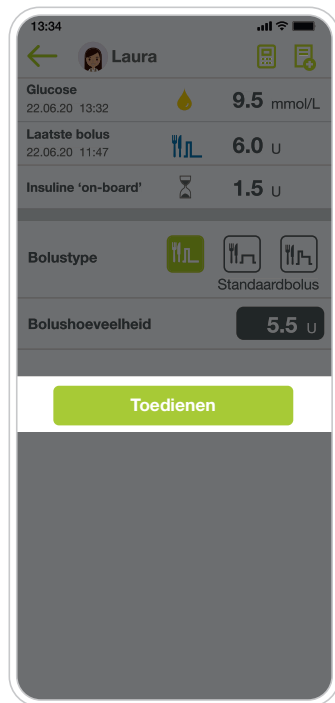 13:34
Laura
Glucose
22.06.20 13:32
9.5 mmol/L
Laatste bolus
22.06.20 11:47
6.0 U
Insuline ‘on-board’
1.5 U
Bolustype
Standaardbolus
Bolushoeveelheid
5.5 U
Toedienen